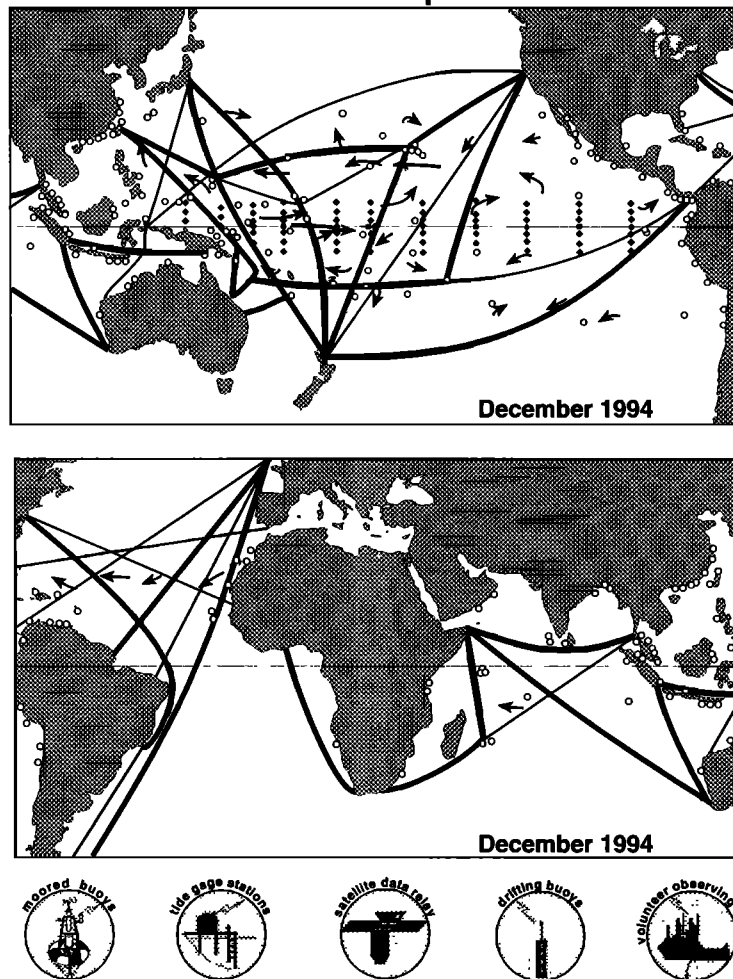 December 1994
December 1994
moored buoys
tide gage stations
satellite data relay
drifting buoys
volunteer observing